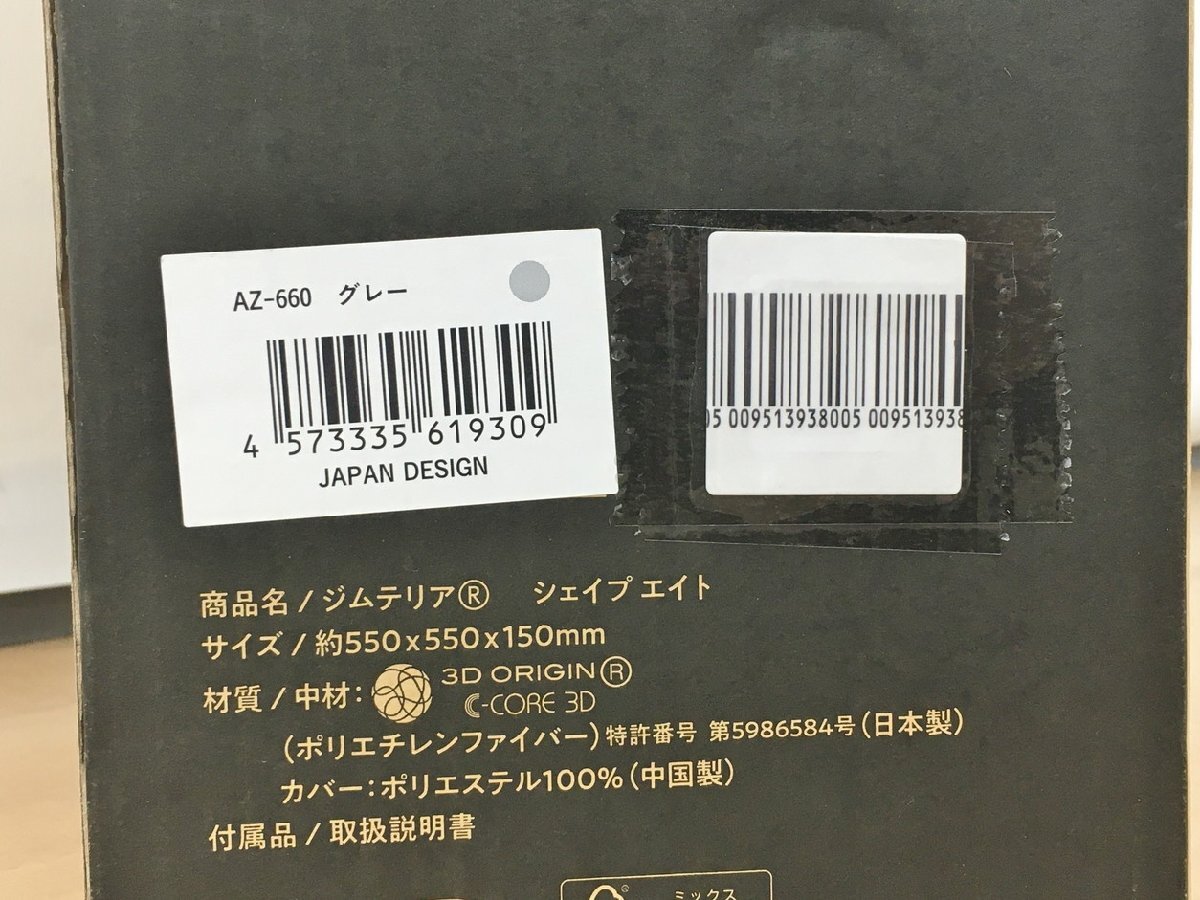 AZ-660 グレー
4 573335 619309
JAPAN DESIGN
05 009513938005 009513938
商品名 / ジムテリア® シェイプ エイト
サイズ / 約550x550x150mm
材質 / 中材: 3D ORIGIN®
C-CORE 3D
(ポリエチレンファイバー) 特許番号 第5986584号 (日本製)
カバー:ポリエステル100% (中国製)
付属品 / 取扱説明書
ミックス